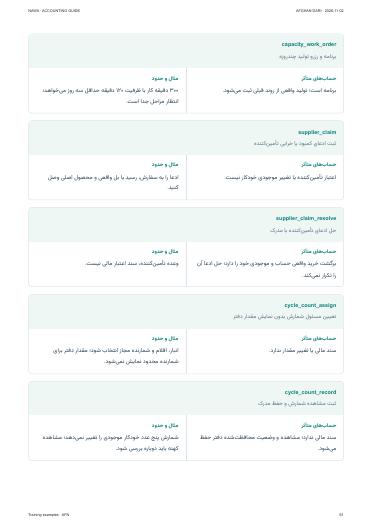 NAVA · ACCOUNTING GUIDE
AFGHAN DARI · 2026-11-02
capacity_work_order
برنامه و رزرو تولید چندروزه
حساب‌های متأثر
برنامه است؛ تولید واقعی از روند قبلی ثبت می‌شود.
مثال و حدود
۳۰۰ دقیقه کار با ظرفیت ۱۲۰ دقیقه حداقل سه روز می‌خواهد؛
انتظار مراحل جدا است.
supplier_claim
ثبت ادعای کمبود یا خرابی تأمین‌کننده
حساب‌های متأثر
اعتبار تأمین‌کننده یا تغییر موجودی خودکار نیست.
مثال و حدود
ادعا را به سفارش، رسید یا بل واقعی و محصول اصلی وصل
کنید.
supplier_claim_resolve
حل ادعای تأمین‌کننده با مدرک
حساب‌های متأثر
برگشت خرید واقعی حساب و موجودی خود را دارد؛ حل ادعا آن
را تکرار نمی‌کند.
مثال و حدود
وعده تأمین‌کننده، سند اعتبار مالی نیست.
cycle_count_assign
تعیین مسئول شمارش بدون نمایش مقدار دفتر
حساب‌های متأثر
سند مالی یا تغییر مقدار ندارد.
مثال و حدود
انبار، اقلام و شمارنده مجاز انتخاب شود؛ مقدار دفتر برای
شمارنده محدود نمایش نمی‌شود.
cycle_count_record
ثبت مشاهده شمارش و حفظ مدرک
حساب‌های متأثر
سند مالی ندارد؛ مشاهده و وضعیت محافظت‌شده دفتر حفظ
می‌شود.
مثال و حدود
شمارش پنج عدد خودکار موجودی را تغییر نمی‌دهد؛ مشاهده
کهنه باید دوباره بررسی شود.
Training examples · AFN